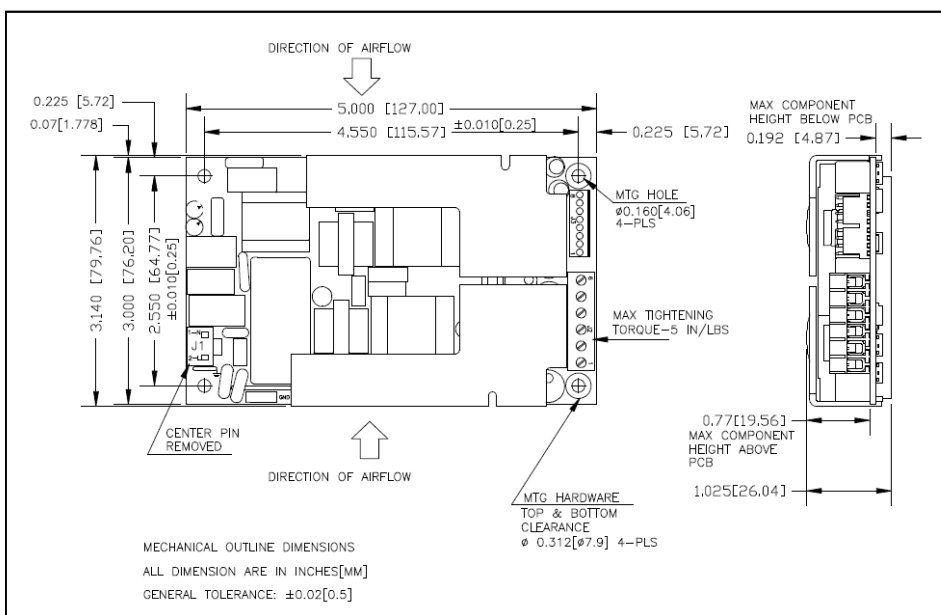 DIRECTION OF AIRFLOW
0.225 [5.72]
5.000 [127.00]
0.07[1.778]
4.550 [115.57] ±0.010[0.25]
0.225 [5.72]
MAX COMPONENT
HEIGHT BELOW PCB
0.192 [4.87]
3.140 [79.76]
3.000 [76.20]
2.550 [64.77]
±0.010[0.25]
MTG HOLE
ø0.160[4.06]
4-PLS
MAX TIGHTENING
TORQUE-5 IN/LBS
1-N
J1
2-L
GND
CENTER PIN
REMOVED
DIRECTION OF AIRFLOW
0.77[19.56]
MAX COMPONENT
HEIGHT ABOVE
PCB
1.025[26.04]
MTG HARDWARE
TOP & BOTTOM
CLEARANCE
ø 0.312[ø7.9] 4-PLS
MECHANICAL OUTLINE DIMENSIONS
ALL DIMENSION ARE IN INCHES[MM]
GENERAL TOLERANCE: ±0.02[0.5]